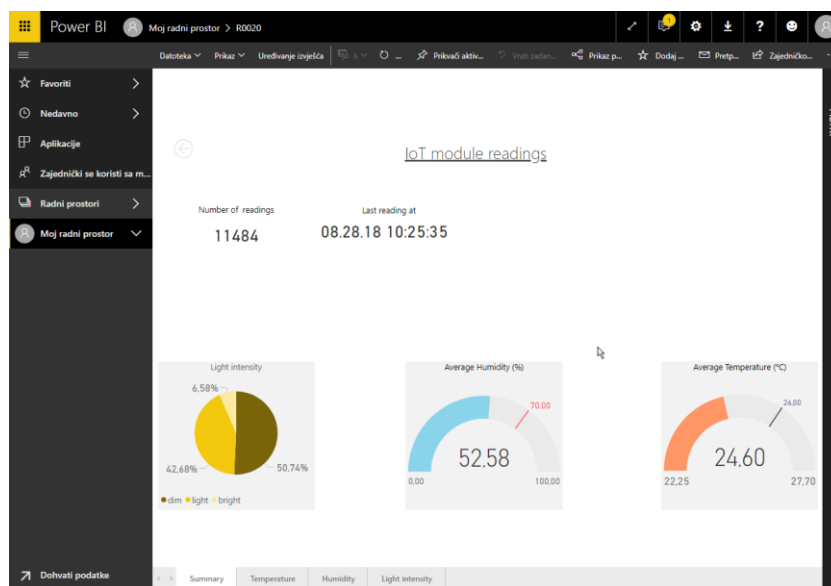 Power BI
Moj radni prostor > R0020
1
?
Datoteka Prikaz Uređivanje izvješća Prikvači aktiv... Vrati zadan... Prikaz p... Dodaj ... Pretp... Zajedničko...
Favoriti
Nedavno
Aplikacije
Zajednički se koristi sa m...
Radni prostori
Moj radni prostor
IoT module readings
Number of readings
11484
Last reading at
08.28.18 10:25:35
Light intensity
6,58%
42,68%
50,74%
dim light bright
Average Humidity (%)
70,00
52,58
0,00
100,00
Average Temperature (°C)
26,00
24,60
22,25
27,70
Dohvati podatke
Summary Temperature Humidity Light intensity